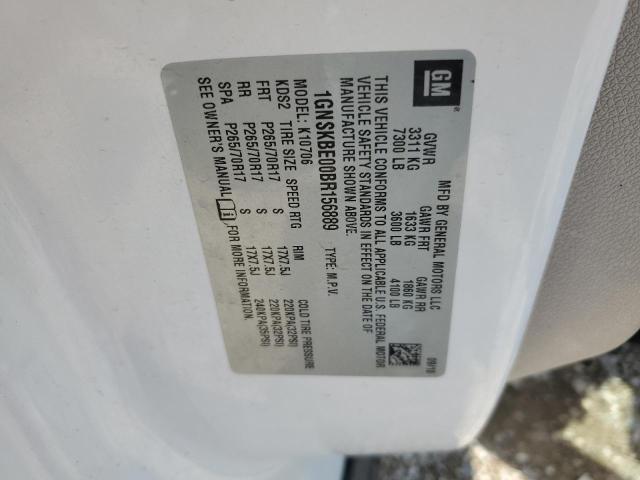 GM
MFD BY GENERAL MOTORS LLC
GVWR GAWR FRT GAWR RR
3311 KG 1633 KG 1860 KG
7300 LB 3600 LB 4100 LB
09/10
THIS VEHICLE CONFORMS TO ALL APPLICABLE U.S. FEDERAL MOTOR
VEHICLE SAFETY STANDARDS IN EFFECT ON THE DATE OF
MANUFACTURE SHOWN ABOVE.
1GNSKBE00BR156889 TYPE: M.P.V.
MODEL: K10706
KDS2 TIRE SIZE SPEED RTG RIM COLD TIRE PRESSURE
FRT P265/70R17 S 17X7.5J 220KPA(32PSI)
RR P265/70R17 S 17X7.5J 220KPA(32PSI)
SPA P265/70R17 S 17X7.5J 240KPA(35PSI)
SEE OWNER'S MANUAL FOR MORE INFORMATION.